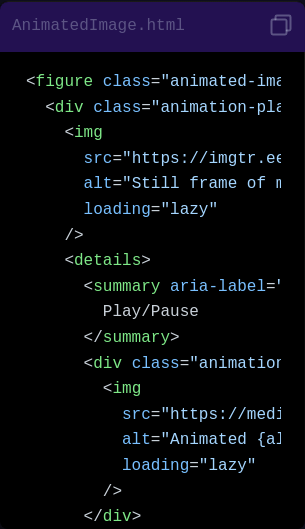 AnimatedImage.html
<figure class="animated-ima
<div class="animation-pla
<img
src="https://imgtr.ee
alt="Still frame of m
loading="lazy"
/>
<details>
<summary aria-label="
Play/Pause
</summary>
<div class="animation
<img
src="https://medi
alt="Animated {al
loading="lazy"
/>
</div>